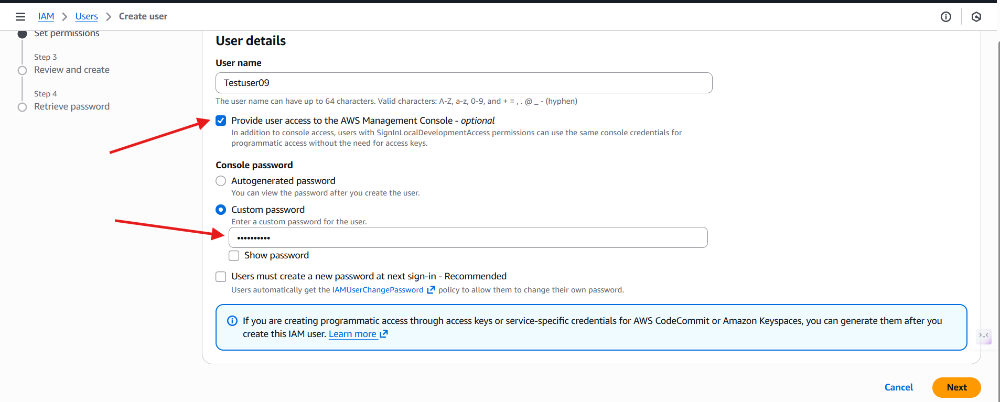 IAM > Users > Create user
Set permissions
Step 3
Review and create
Step 4
Retrieve password
User details
User name
Testuser09
The user name can have up to 64 characters. Valid characters: A-Z, a-z, 0-9, and + = , . @ _ - (hyphen)
Provide user access to the AWS Management Console - optional
In addition to console access, users with SignInLocalDevelopmentAccess permissions can use the same console credentials for
programmatic access without the need for access keys.
Console password
Autogenerated password
You can view the password after you create the user.
Custom password
Enter a custom password for the user.
••••••••••
Show password
Users must create a new password at next sign-in - Recommended
Users automatically get the IAMUserChangePassword policy to allow them to change their own password.
If you are creating programmatic access through access keys or service-specific credentials for AWS CodeCommit or Amazon Keyspaces, you can generate them after you
create this IAM user. Learn more
Cancel
Next